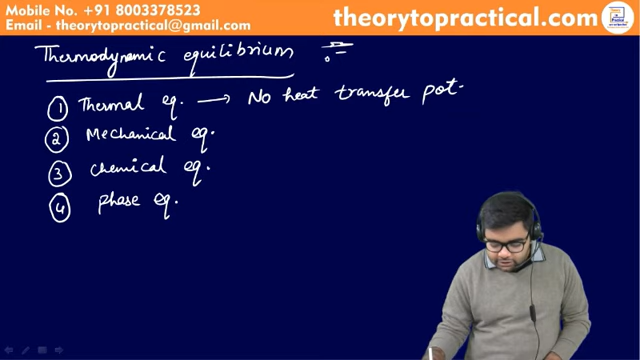 Mobile No. +91 8003378523
Email - theorytopractical@gmail.com
theorytopractical.com
Thermodynamic equilibrium :-
① Thermal eq. → No heat transfer pot.
② Mechanical eq.
③ chemical eq.
④ phase eq.